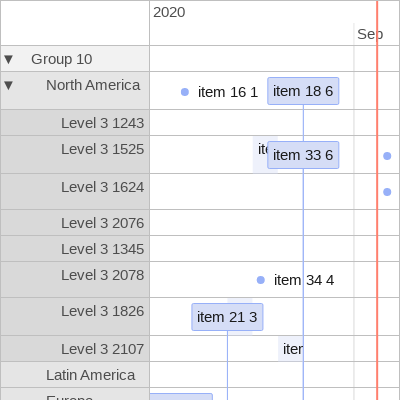 2020
Sep
Group 10
North America
item 16 1
item 18 6
Level 3 1243
Level 3 1525
item 33 6
Level 3 1624
Level 3 2076
Level 3 1345
Level 3 2078
item 34 4
Level 3 1826
item 21 3
Level 3 2107
Latin America
Europe